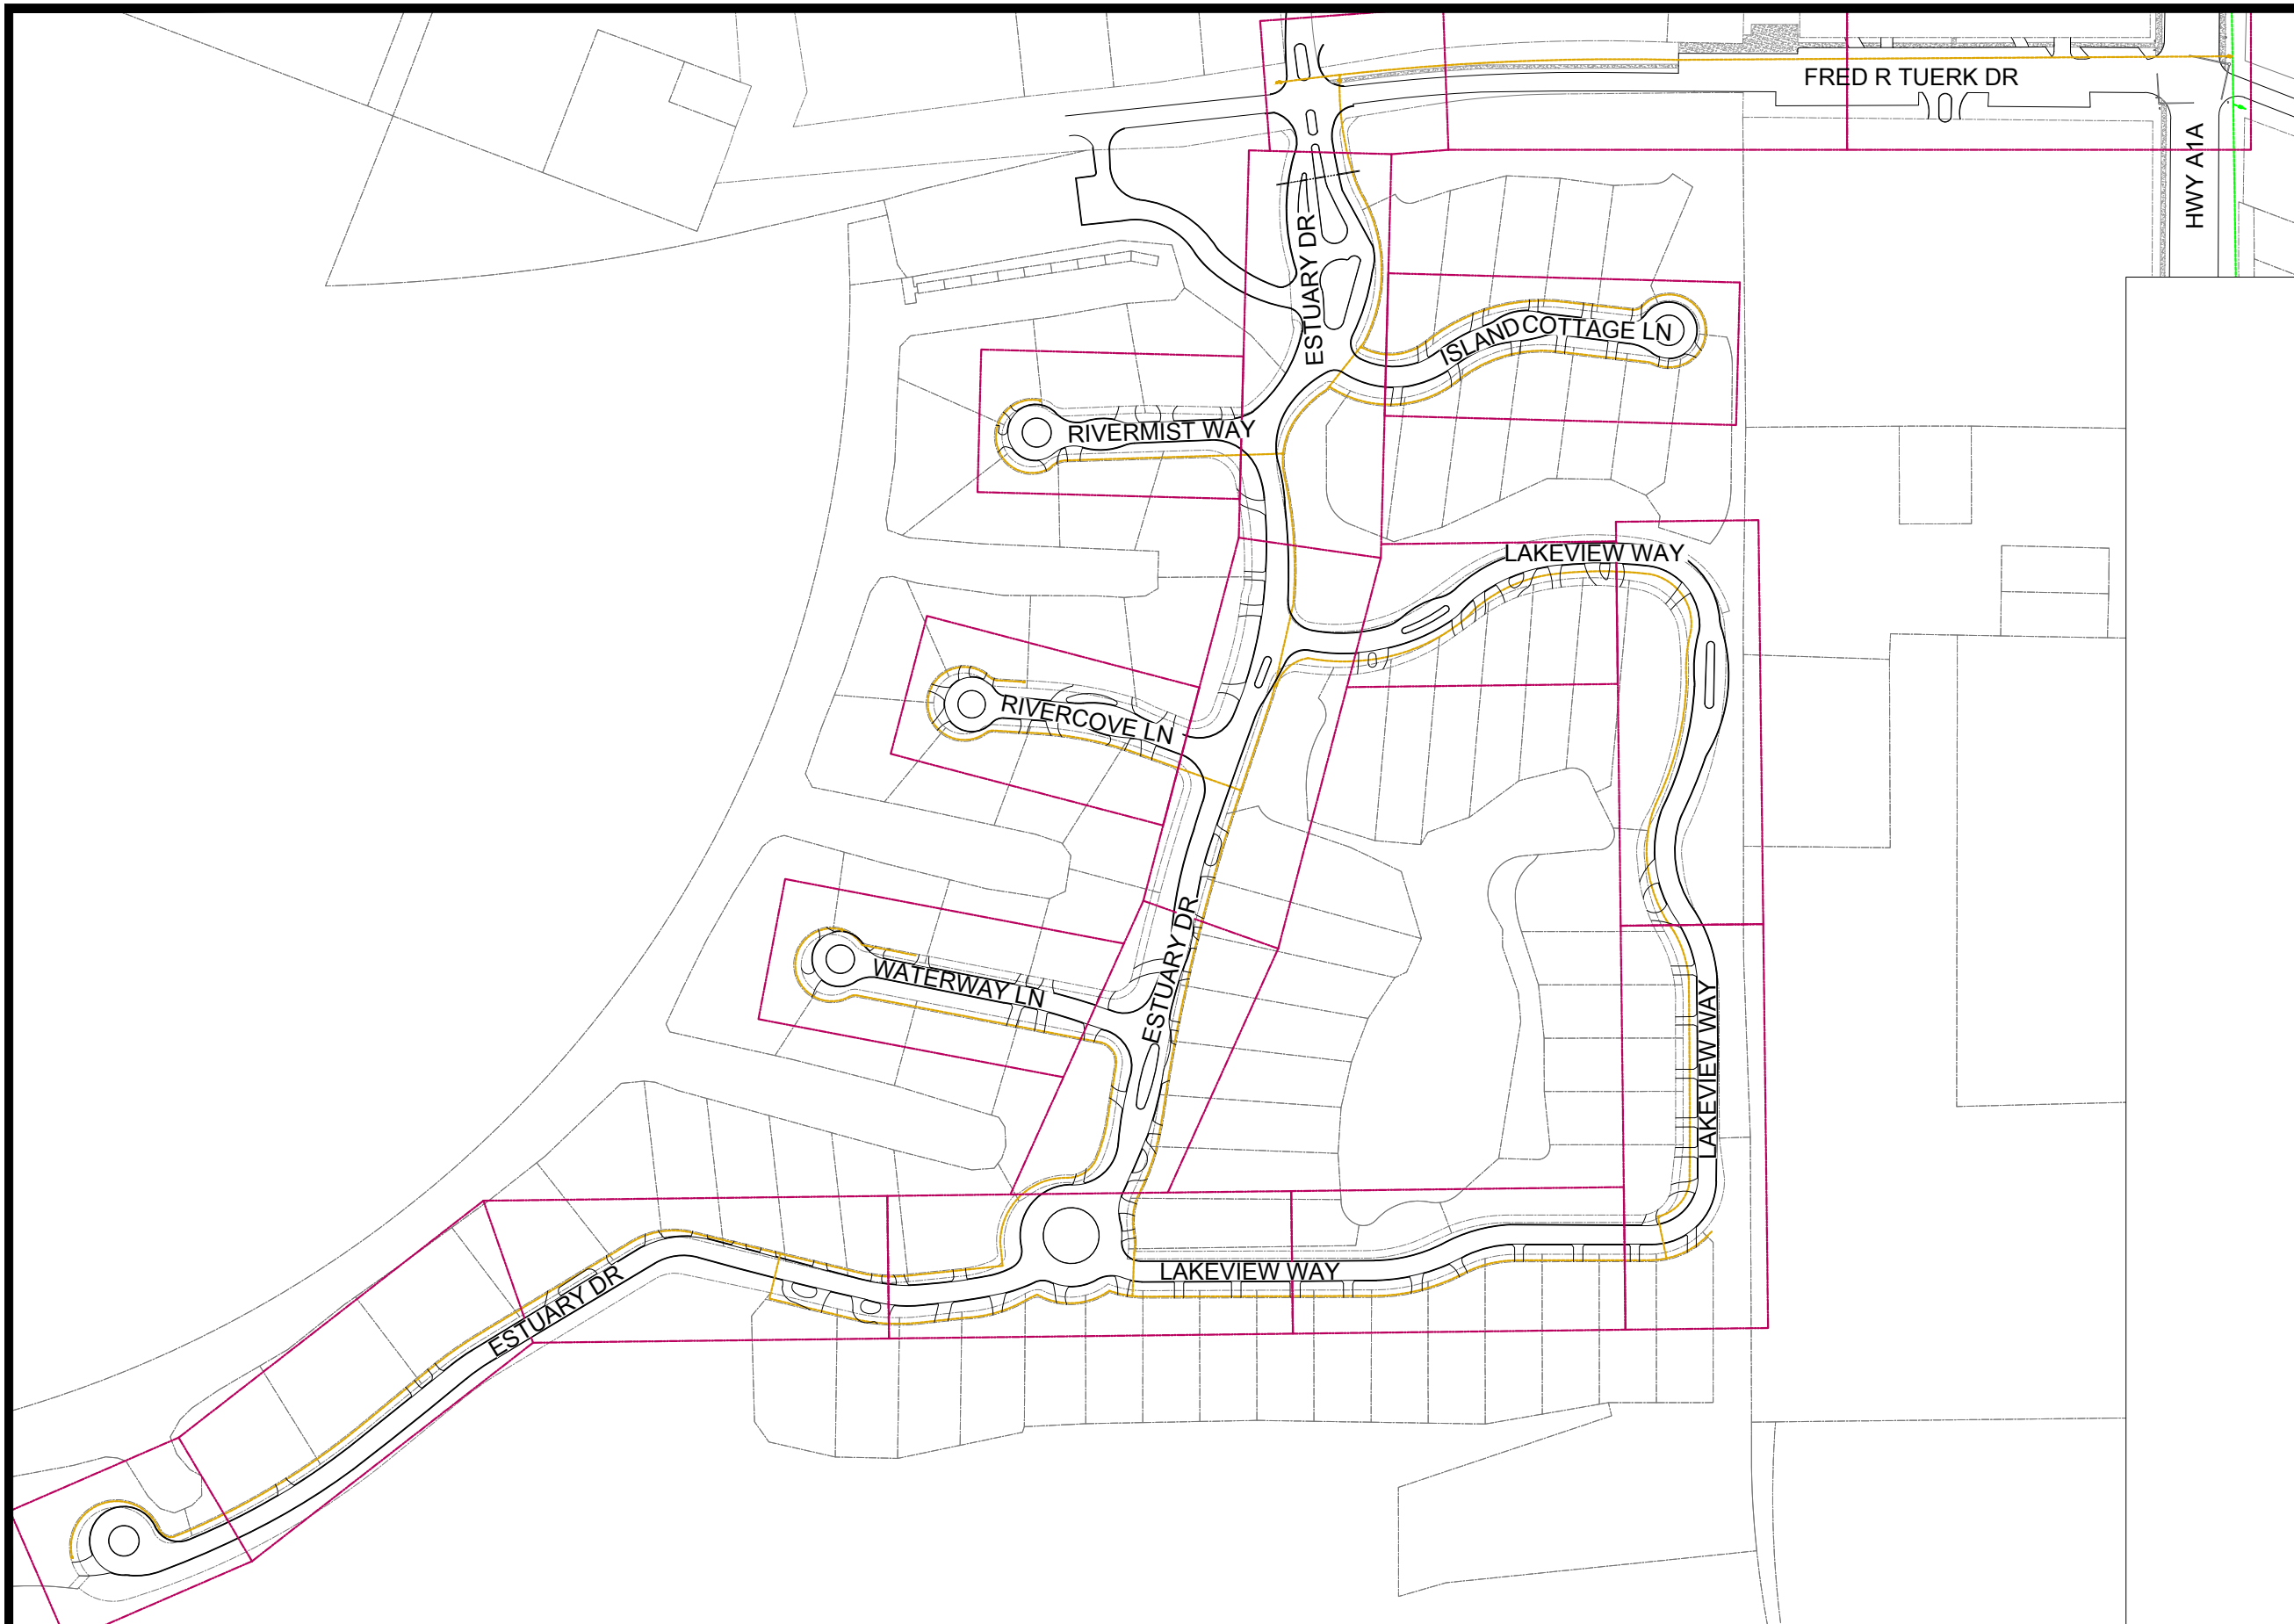 FRED R TUERK DR
HWY A1A
ESTUARY DR
ISLAND COTTAGE LN
RIVERMIST WAY
LAKEVIEW WAY
RIVERCOVE LN
ESTUARY DR
WATERWAY LN
LAKEVIEW WAY
LAKEVIEW WAY
ESTUARY DR